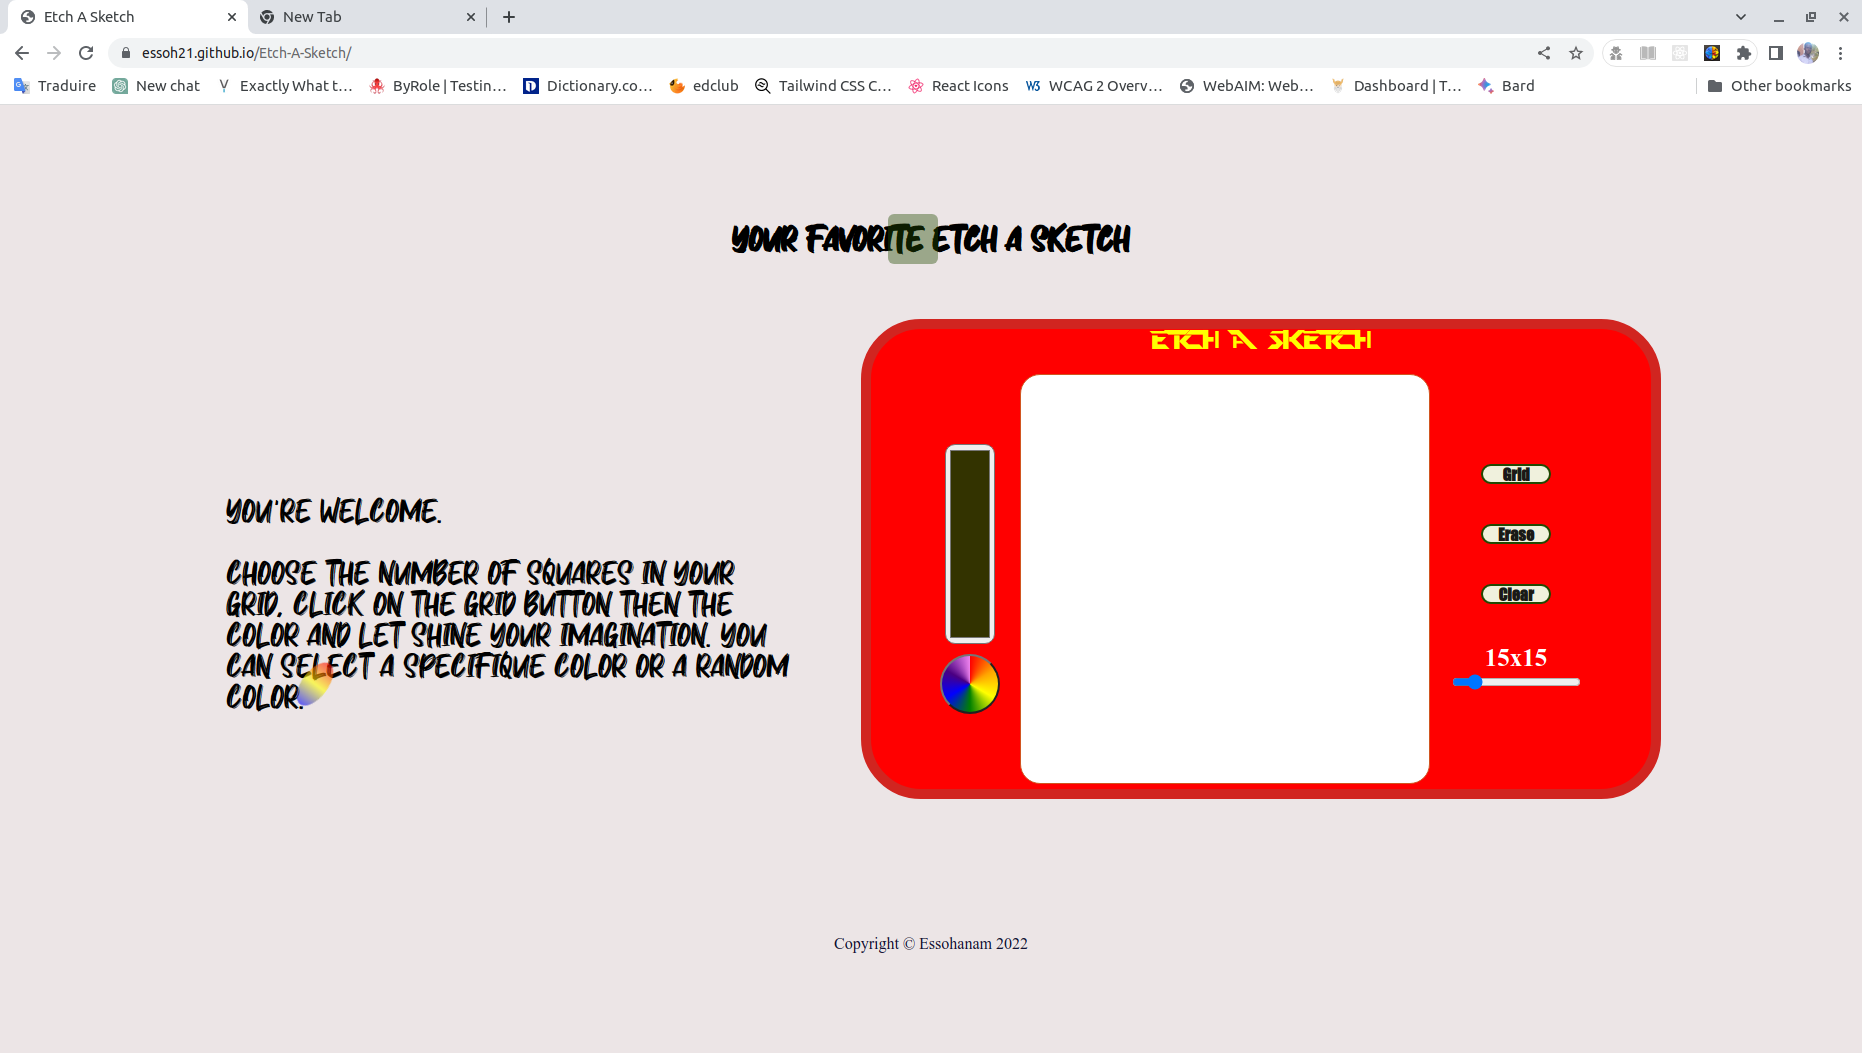 Etch A Sketch
New Tab
essoh21.github.io/Etch-A-Sketch/
Traduire New chat Exactly What t... ByRole | Testin... Dictionary.co... edclub Tailwind CSS C... React Icons WCAG 2 Overv... WebAIM: Web... Dashboard | T... Bard Other bookmarks
YOUR FAVORITE ETCH A SKETCH
ETCH A SKETCH
YOU'RE WELCOME.
CHOOSE THE NUMBER OF SQUARES IN YOUR
GRID, CLICK ON THE GRID BUTTON THEN THE
COLOR AND LET SHINE YOUR IMAGINATION. YOU
CAN SELECT A SPECIFIQUE COLOR OR A RANDOM
COLOR.
Grid
Erase
Clear
15x15
Copyright © Essohanam 2022